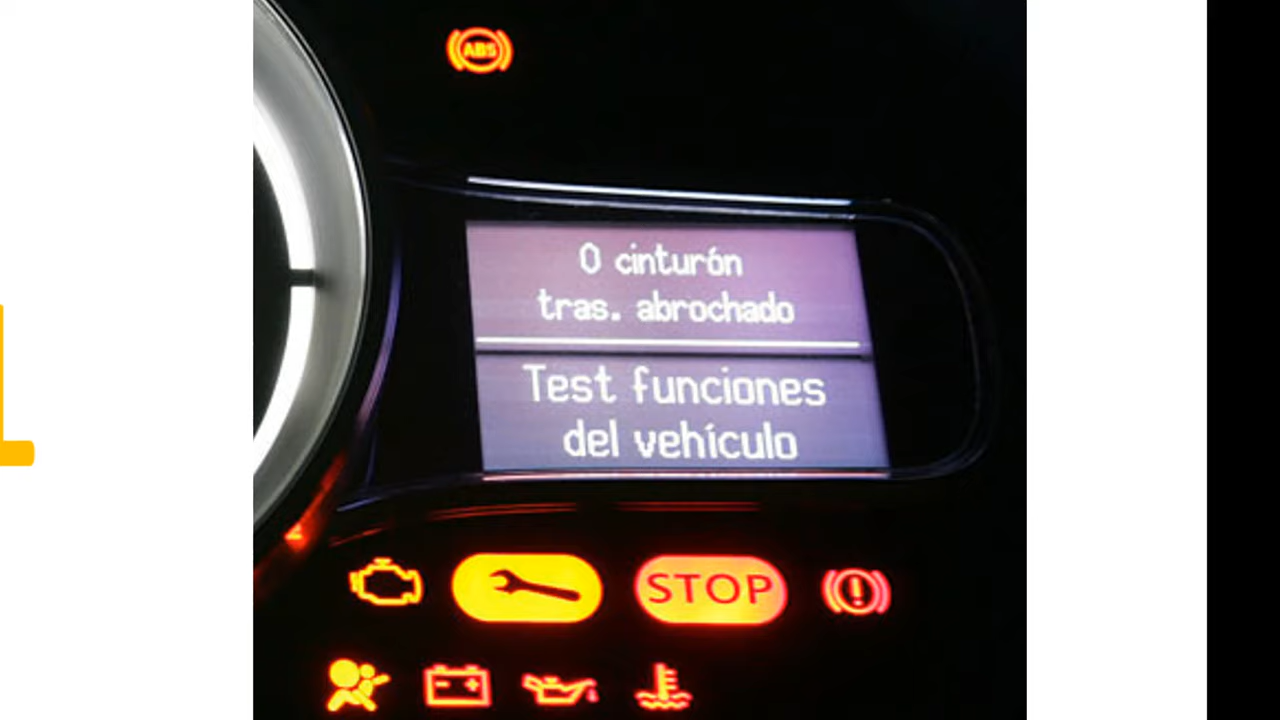 ABS
0 cinturón
tras. abrochado
Test funciones
del vehículo
STOP